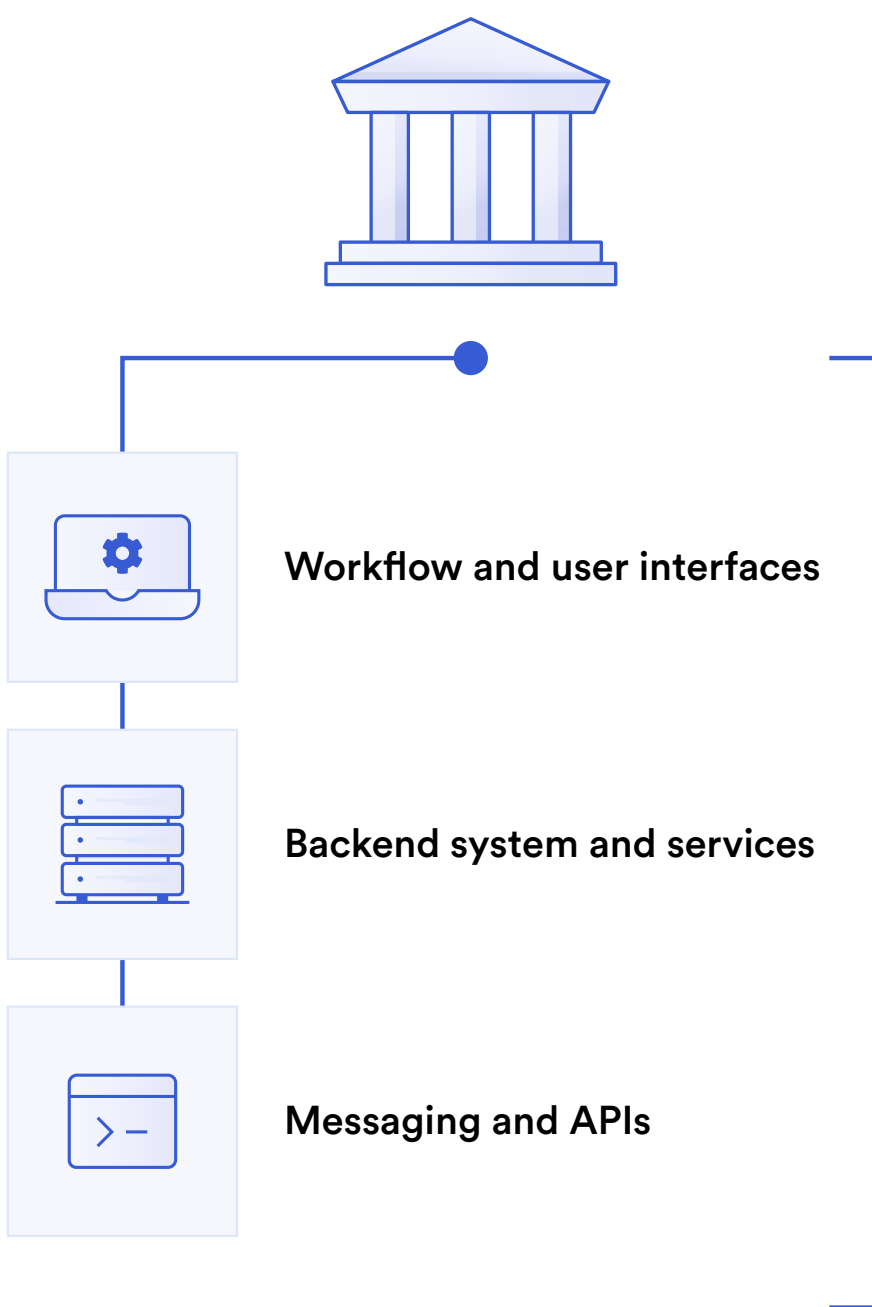 Workflow and user interfaces
Backend system and services
Messaging and APIs